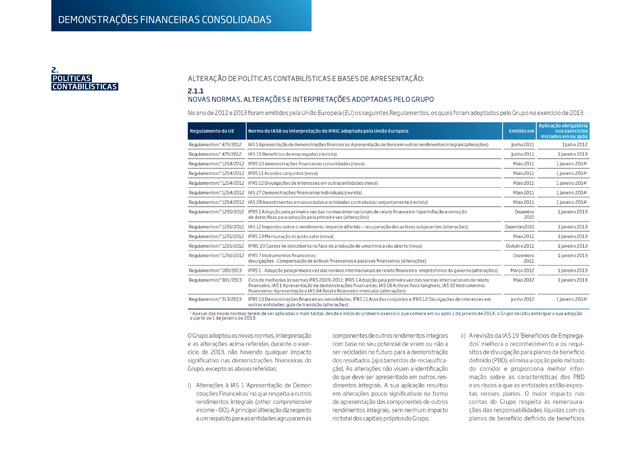 DEMONSTRAÇÕES FINANCEIRAS CONSOLIDADAS
2.
POLÍTICAS
CONTABILÍSTICAS
ALTERAÇÃO DE POLÍTICAS CONTABILÍSTICAS E BASES DE APRESENTAÇÃO:
2.1.1
NOVAS NORMAS, ALTERAÇÕES E INTERPRETAÇÕES ADOPTADAS PELO GRUPO
No ano de 2012 e 2013 foram emitidos pela União Europeia (EU) os seguintes Regulamentos, os quais foram adoptados pelo Grupo no exercício de 2013:
Regulamento da UE Norma do IASB ou Interpretação do IFRIC adoptada pela União Europeia Emitido em Aplicação obrigatória nos exercícios iniciados em ou após
Regulamento n.º 475/2012 IAS 1 Apresentação de demonstrações financeiras: Apresentação de itens em outros rendimentos integrais (alterações) Junho 2011 1 Julho 2012
Regulamento n.º 475/2012 IAS 19 Benefícios de empregados (revista) Junho 2011 1 Janeiro 2013
Regulamento n.º 1254/2012 IFRS 10 Demonstrações financeiras consolidadas (nova) Maio 2011 1 Janeiro 2014¹
Regulamento n.º 1254/2012 IFRS 11 Acordos conjuntos (nova) Maio 2011 1 Janeiro 2014¹
Regulamento n.º 1254/2012 IFRS 12 Divulgações de interesses em outras entidades (nova) Maio 2011 1 Janeiro 2014¹
Regulamento n.º 1254/2012 IAS 27 Demonstrações financeiras individuais (revista) Maio 2011 1 Janeiro 2014¹
Regulamento n.º 1254/2012 IAS 28 Investimentos em associadas e entidades controladas conjuntamente (revista) Maio 2011 1 Janeiro 2014¹
Regulamento n.º 1255/2012 IFRS 1 Adopção pela primeira vez das normas internacionais de relato financeiro: hiperinflação e remoção
de datas fixas para adopção pela primeira vez (alterações) Dezembro 2010 1 Janeiro 2013
Regulamento n.º 1255/2012 IAS 12 Impostos sobre o rendimento: imposto diferido – recuperação dos activos subjacentes (alterações) Dezembro 2010 1 Janeiro 2013
Regulamento n.º 1255/2012 IFRS 13 Mensuração do justo valor (nova) Maio 2011 1 Janeiro 2013
Regulamento n.º 1255/2012 IFRIC 20 Custos de descoberta na fase de produção de uma mina a céu aberto (nova) Outubro 2011 1 Janeiro 2013
Regulamento n.º 1256/2012 IFRS 7 Instrumentos financeiros:
divulgações - Compensação de activos financeiros e passivos financeiros (alterações) Dezembro 2011 1 Janeiro 2013
Regulamento n.º 183/2013 IFRS 1 - Adopção pela primeira vez das normas internacionais de relato financeiro: empréstimos do governo (alterações) Março 2012 1 Janeiro 2013
Regulamento n.º 301/2013 Ciclo de melhorias às normas IFRS 2009-2011: IFRS 1 Adopção pela primeira vez das normas internacionais de relato
financeiro, IAS 1 Apresentação de demonstrações financeiras, IAS 16 Activos fixos tangíveis, IAS 32 Instrumentos
financeiros: Apresentação e IAS 34 Relato financeiro intercalar (alterações) Maio 2012 1 Janeiro 2013
Regulamento n.º 313/2013 IFRS 10 Demonstrações financeiras consolidadas, IFRS 11 Acordos conjuntos e IFRS 12 Divulgações de interesses em
outras entidades: guia de transição (alterações) Junho 2012 1 Janeiro 2014¹
¹ Apesar das novas normas terem de ser aplicadas o mais tardar, desde o início do primeiro exercício que comece em ou após 1 de janeiro de 2014, o Grupo decidiu antecipar a sua adopção
a partir de 1 de Janeiro de 2013.
O Grupo adoptou as novas normas, interpretação
e as alterações acima referidas durante o exer-
cício de 2013, não havendo qualquer impacto
significativo nas demonstrações financeiras do
Grupo, excepto as abaixo referidas:
i) Alterações à IAS 1 'Apresentação de Demon
strações Financeiras' no que respeita a outros
rendimentos integrais (other comprehensive
income - OCI). A principal alteração diz respeito
a um requisito para as entidades agruparem as
componentes de outros rendimentos integrais
com base no seu potencial de virem ou não a
ser recicladas no futuro para a demonstração
dos resultados (ajustamentos de reclassifica-
ção). As alterações não visam a identificação
do que deve ser apresentado em outros ren-
dimentos integrais. A sua aplicação resultou
em alterações pouco significativas no forma
de apresentação das componentes de outros
rendimentos integrais, sem nenhum impacto
no total dos capitais próprios do Grupo;
ii) A revisão da IAS 19 'Benefícios de Emprega-
dos' melhora o reconhecimento e os requi-
sitos de divulgação para planos de benefício
definido (PBD), elimina a opção pelo método
do corridor e proporciona melhor infor-
mação sobre as características dos PBD
e os riscos a que as entidades estão expos-
tas nesses planos. O maior impacto nas
contas do Grupo respeita às remensura-
ções das responsabilidades líquidas com os
planos de benefício definido de benefícios